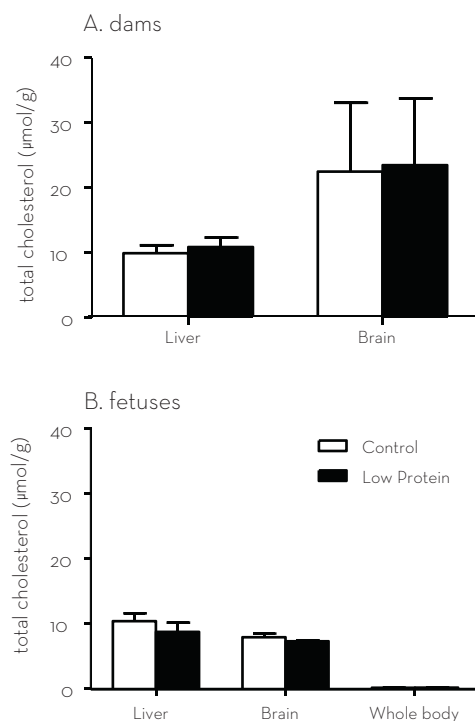 A. dams
total cholesterol (μmol/g)
40
30
20
10
0
Liver Brain
B. fetuses
total cholesterol (μmol/g)
40
30
20
10
0
Control
Low Protein
Liver Brain Whole body